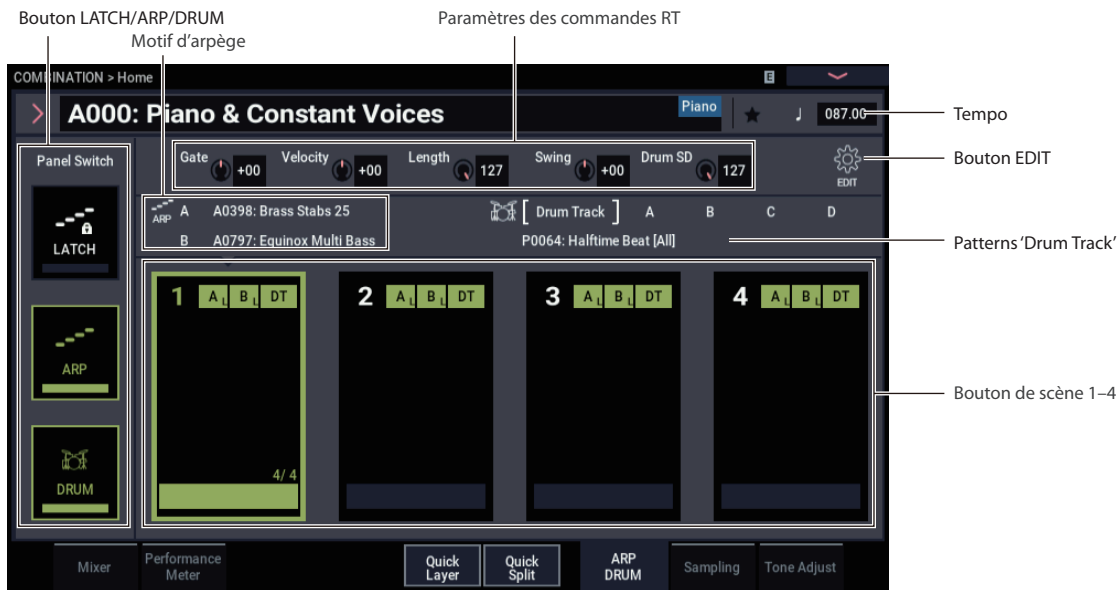 Bouton LATCH/ARP/DRUM
Paramètres des commandes RT
Motif d’arpège
COMBINATION > Home
E
A000: Piano & Constant Voices
Piano
087.00
Tempo
Panel Switch
Gate
+00
Velocity
+00
Length
127
Swing
+00
Drum SD
127
EDIT
Bouton EDIT
LATCH
ARP
A
A0398: Brass Stabs 25
B
A0797: Equinox Multi Bass
[ Drum Track ]
A
B
C
D
P0064: Halftime Beat [All]
Patterns ‘Drum Track’
1
A L
B L
DT
4/ 4
2
A L
B L
DT
3
A L
B L
DT
4
A L
B L
DT
Bouton de scène 1–4
ARP
DRUM
Mixer
Performance
Meter
Quick
Layer
Quick
Split
ARP
DRUM
Sampling
Tone Adjust